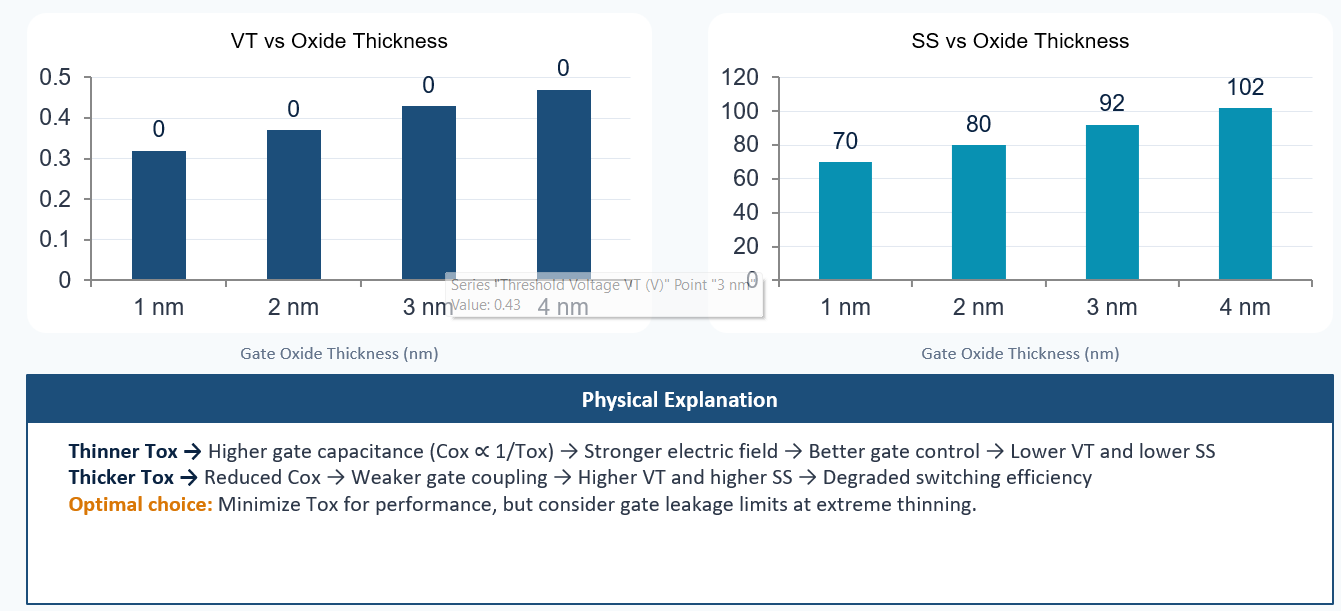 VT vs Oxide Thickness
0.5
0.4
0.3
0.2
0.1
0
0
0
0
0
1 nm
2 nm
3 nm
4 nm
Series "Threshold Voltage VT (V)" Point "3 nm"
Value: 0.43
Gate Oxide Thickness (nm)
SS vs Oxide Thickness
120
100
80
60
40
20
0
70
80
92
102
1 nm
2 nm
3 nm
4 nm
Gate Oxide Thickness (nm)
Physical Explanation
Thinner Tox → Higher gate capacitance (Cox ∝ 1/Tox) → Stronger electric field → Better gate control → Lower VT and lower SS
Thicker Tox → Reduced Cox → Weaker gate coupling → Higher VT and higher SS → Degraded switching efficiency
Optimal choice: Minimize Tox for performance, but consider gate leakage limits at extreme thinning.